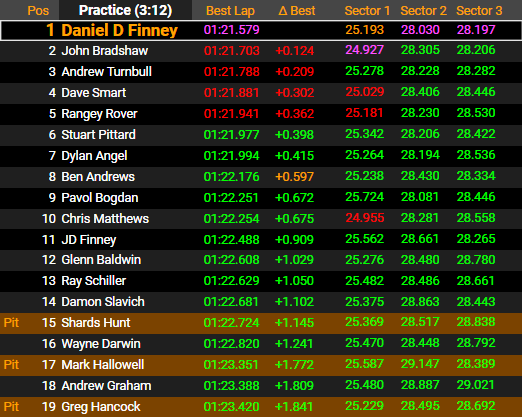 Pos Practice (3:12) Best Lap Δ Best Sector 1 Sector 2 Sector 3
1 Daniel D Finney 01:21.579 25.193 28.030 28.197
2 John Bradshaw 01:21.703 +0.124 24.927 28.305 28.206
3 Andrew Turnbull 01:21.788 +0.209 25.278 28.228 28.282
4 Dave Smart 01:21.881 +0.302 25.029 28.406 28.446
5 Rangey Rover 01:21.941 +0.362 25.181 28.230 28.530
6 Stuart Pittard 01:21.977 +0.398 25.342 28.206 28.422
7 Dylan Angel 01:21.994 +0.415 25.264 28.194 28.536
8 Ben Andrews 01:22.176 +0.597 25.238 28.430 28.334
9 Pavol Bogdan 01:22.251 +0.672 25.724 28.081 28.446
10 Chris Matthews 01:22.254 +0.675 24.955 28.281 28.558
11 JD Finney 01:22.488 +0.909 25.562 28.661 28.265
12 Glenn Baldwin 01:22.608 +1.029 25.276 28.480 28.780
13 Ray Schiller 01:22.629 +1.050 25.482 28.486 28.661
14 Damon Slavich 01:22.681 +1.102 25.375 28.863 28.443
Pit 15 Shards Hunt 01:22.724 +1.145 25.369 28.517 28.838
16 Wayne Darwin 01:22.820 +1.241 25.470 28.448 28.792
Pit 17 Mark Hallowell 01:23.351 +1.772 25.587 29.147 28.389
18 Andrew Graham 01:23.388 +1.809 25.480 28.887 29.021
Pit 19 Greg Hancock 01:23.420 +1.841 25.229 28.495 28.692